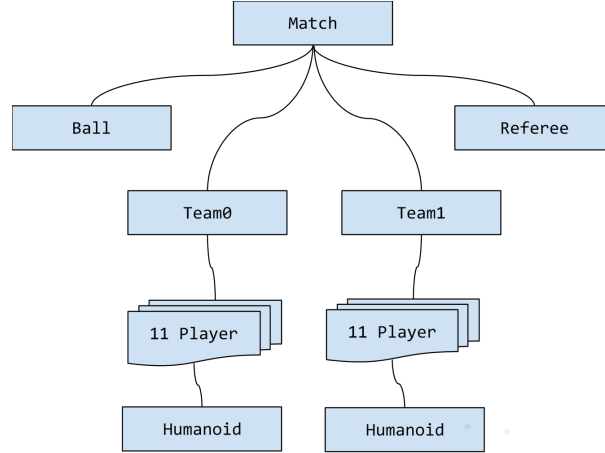 Match
Ball
Referee
Team0
Team1
11 Player
11 Player
Humanoid
Humanoid